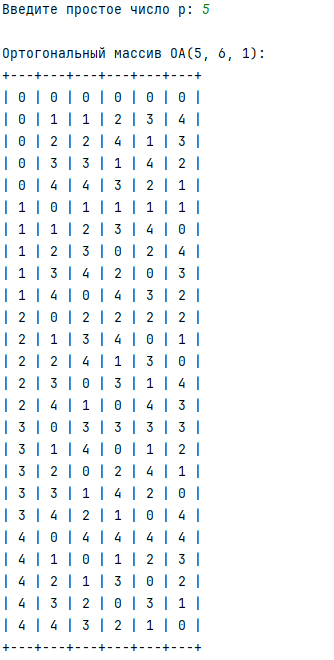 Введите простое число p: 5
Ортогональный массив OA(5, 6, 1):
+---+---+---+---+---+---+
| 0 | 0 | 0 | 0 | 0 | 0 |
| 0 | 1 | 1 | 2 | 3 | 4 |
| 0 | 2 | 2 | 4 | 1 | 3 |
| 0 | 3 | 3 | 1 | 4 | 2 |
| 0 | 4 | 4 | 3 | 2 | 1 |
| 1 | 0 | 1 | 1 | 1 | 1 |
| 1 | 1 | 2 | 3 | 4 | 0 |
| 1 | 2 | 3 | 0 | 2 | 4 |
| 1 | 3 | 4 | 2 | 0 | 3 |
| 1 | 4 | 0 | 4 | 3 | 2 |
| 2 | 0 | 2 | 2 | 2 | 2 |
| 2 | 1 | 3 | 4 | 0 | 1 |
| 2 | 2 | 4 | 1 | 3 | 0 |
| 2 | 3 | 0 | 3 | 1 | 4 |
| 2 | 4 | 1 | 0 | 4 | 3 |
| 3 | 0 | 3 | 3 | 3 | 3 |
| 3 | 1 | 4 | 0 | 1 | 2 |
| 3 | 2 | 0 | 2 | 4 | 1 |
| 3 | 3 | 1 | 4 | 2 | 0 |
| 3 | 4 | 2 | 1 | 0 | 4 |
| 4 | 0 | 4 | 4 | 4 | 4 |
| 4 | 1 | 0 | 1 | 2 | 3 |
| 4 | 2 | 1 | 3 | 0 | 2 |
| 4 | 3 | 2 | 0 | 3 | 1 |
| 4 | 4 | 3 | 2 | 1 | 0 |
+---+---+---+---+---+---+